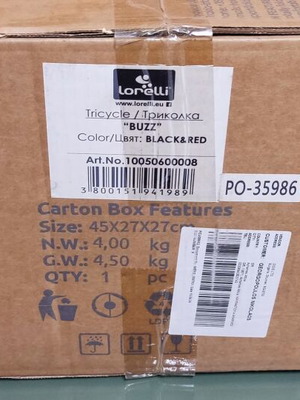 lorelli
www.lorelli.eu
Tricycle / Триколка
"BUZZ"
Color/Цвят: BLACK&RED
Art.No.10050600008
3800151941989
PO-35986
Carton Box Features
Size: 45X27X27cm
N.W.: 4,00 kg
G.W.: 4,50 kg
QTY: 1 pc
CUSTOMER